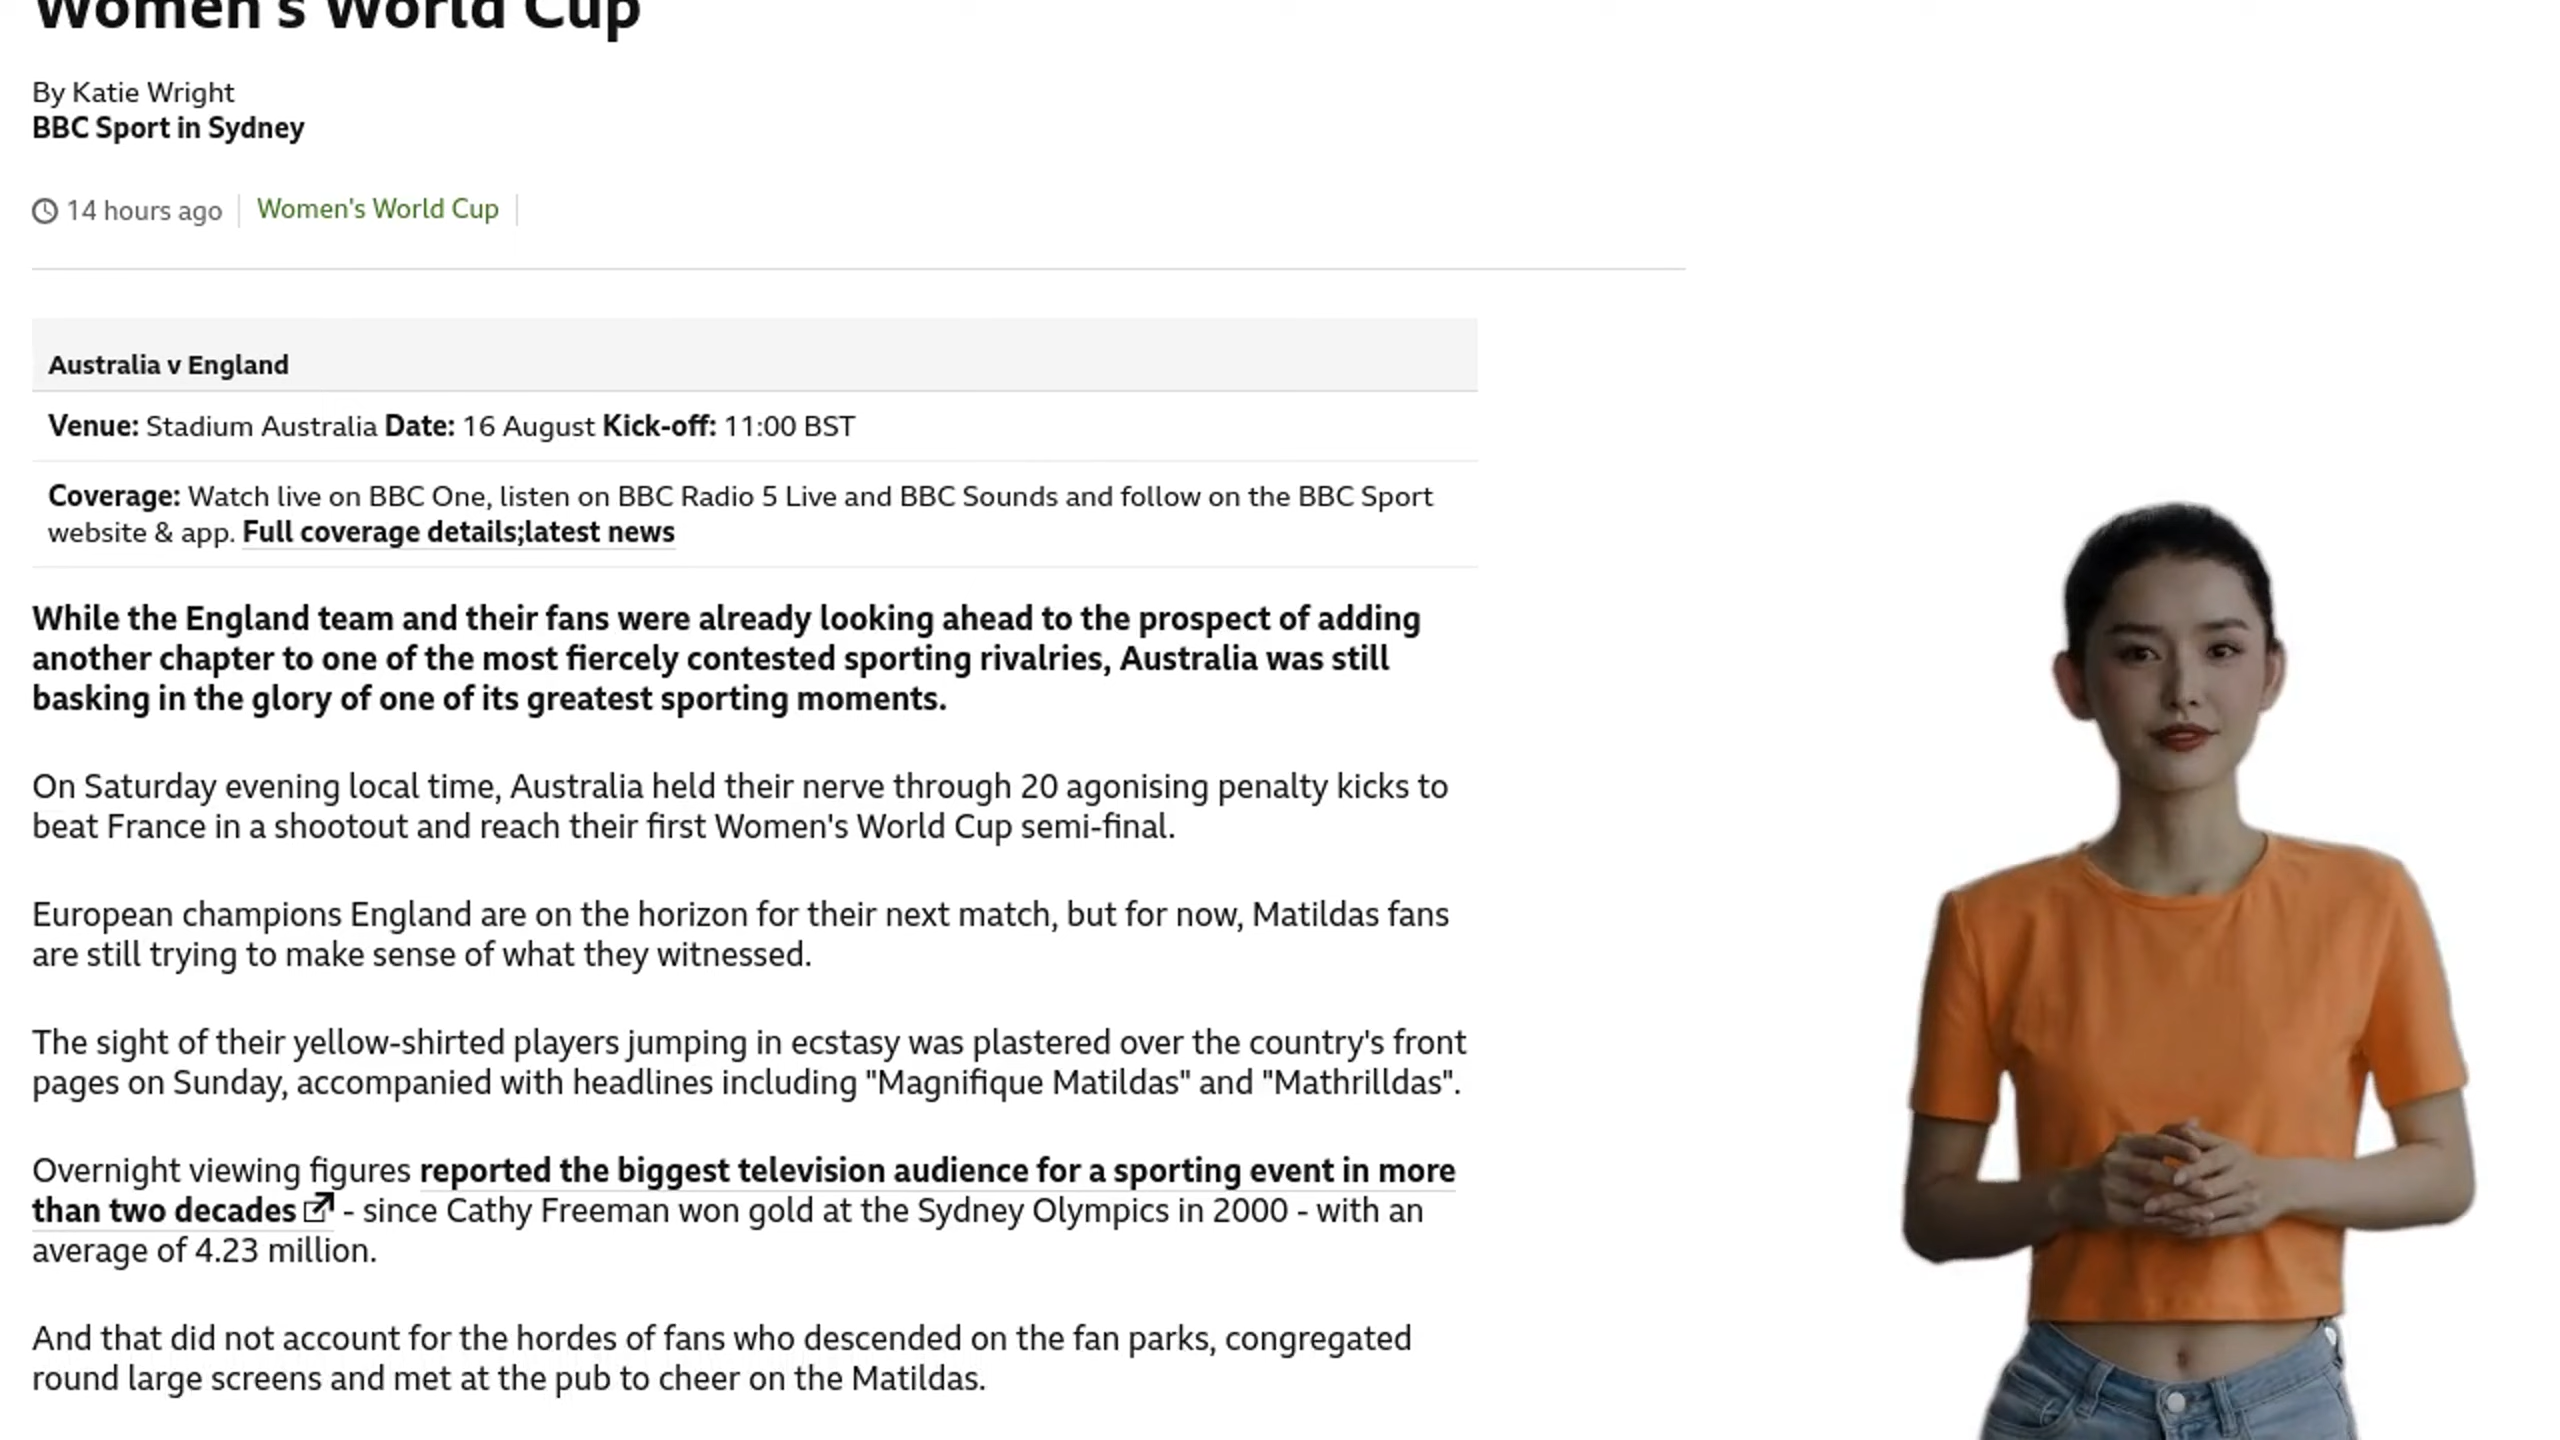 Women's World Cup
By Katie Wright
BBC Sport in Sydney
14 hours ago
Women's World Cup
Australia v England
Venue: Stadium Australia Date: 16 August Kick-off: 11:00 BST
Coverage: Watch live on BBC One, listen on BBC Radio 5 Live and BBC Sounds and follow on the BBC Sport
website & app. Full coverage details;latest news
While the England team and their fans were already looking ahead to the prospect of adding
another chapter to one of the most fiercely contested sporting rivalries, Australia was still
basking in the glory of one of its greatest sporting moments.
On Saturday evening local time, Australia held their nerve through 20 agonising penalty kicks to
beat France in a shootout and reach their first Women's World Cup semi-final.
European champions England are on the horizon for their next match, but for now, Matildas fans
are still trying to make sense of what they witnessed.
The sight of their yellow-shirted players jumping in ecstasy was plastered over the country's front
pages on Sunday, accompanied with headlines including "Magnifique Matildas" and "Mathrilldas".
Overnight viewing figures reported the biggest television audience for a sporting event in more
than two decades - since Cathy Freeman won gold at the Sydney Olympics in 2000 - with an
average of 4.23 million.
And that did not account for the hordes of fans who descended on the fan parks, congregated
round large screens and met at the pub to cheer on the Matildas.